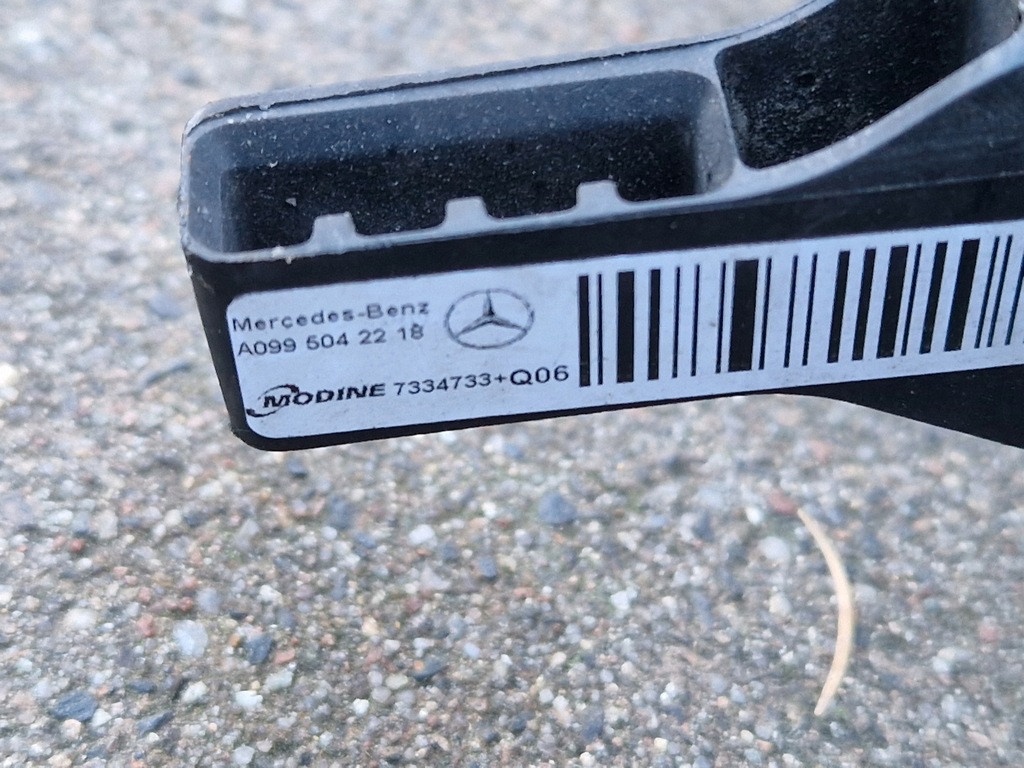 Mercedes-Benz
A099 504 22 18
MODINE 7334733+Q06